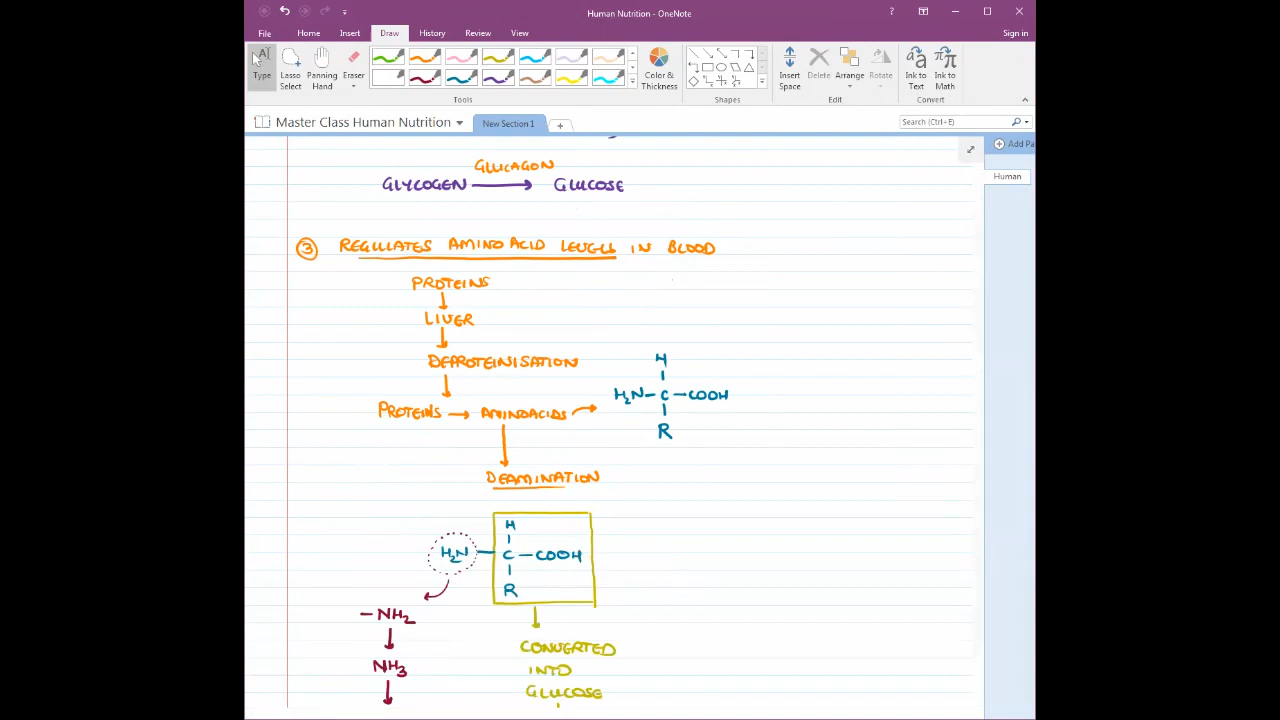 Human Nutrition - OneNote
?
File Home Insert Draw History Review View
Sign in
Type
Lasso Select
Panning Hand
Eraser
Color & Thickness
Insert Space
Delete
Arrange
Rotate
Ink to Text
Ink to Math
Tools
Shapes
Edit
Convert
Master Class Human Nutrition
New Section 1
Search (Ctrl+E)
Add Pa
Human
GLUCAGON
GLYCOGEN → GLUCOSE
③ REGULATES AMINO ACID LEVELS IN BLOOD
PROTEINS
↓
LIVER
↓
DEPROTEINISATION
↓
PROTEINS → AMINOACIDS →
H
H₂N – C – COOH
R
↓
DEAMINATION
H
H₂N – C – COOH
R
– NH₂
↓
NH₃
↓
CONVERTED
INTO
GLUCOSE